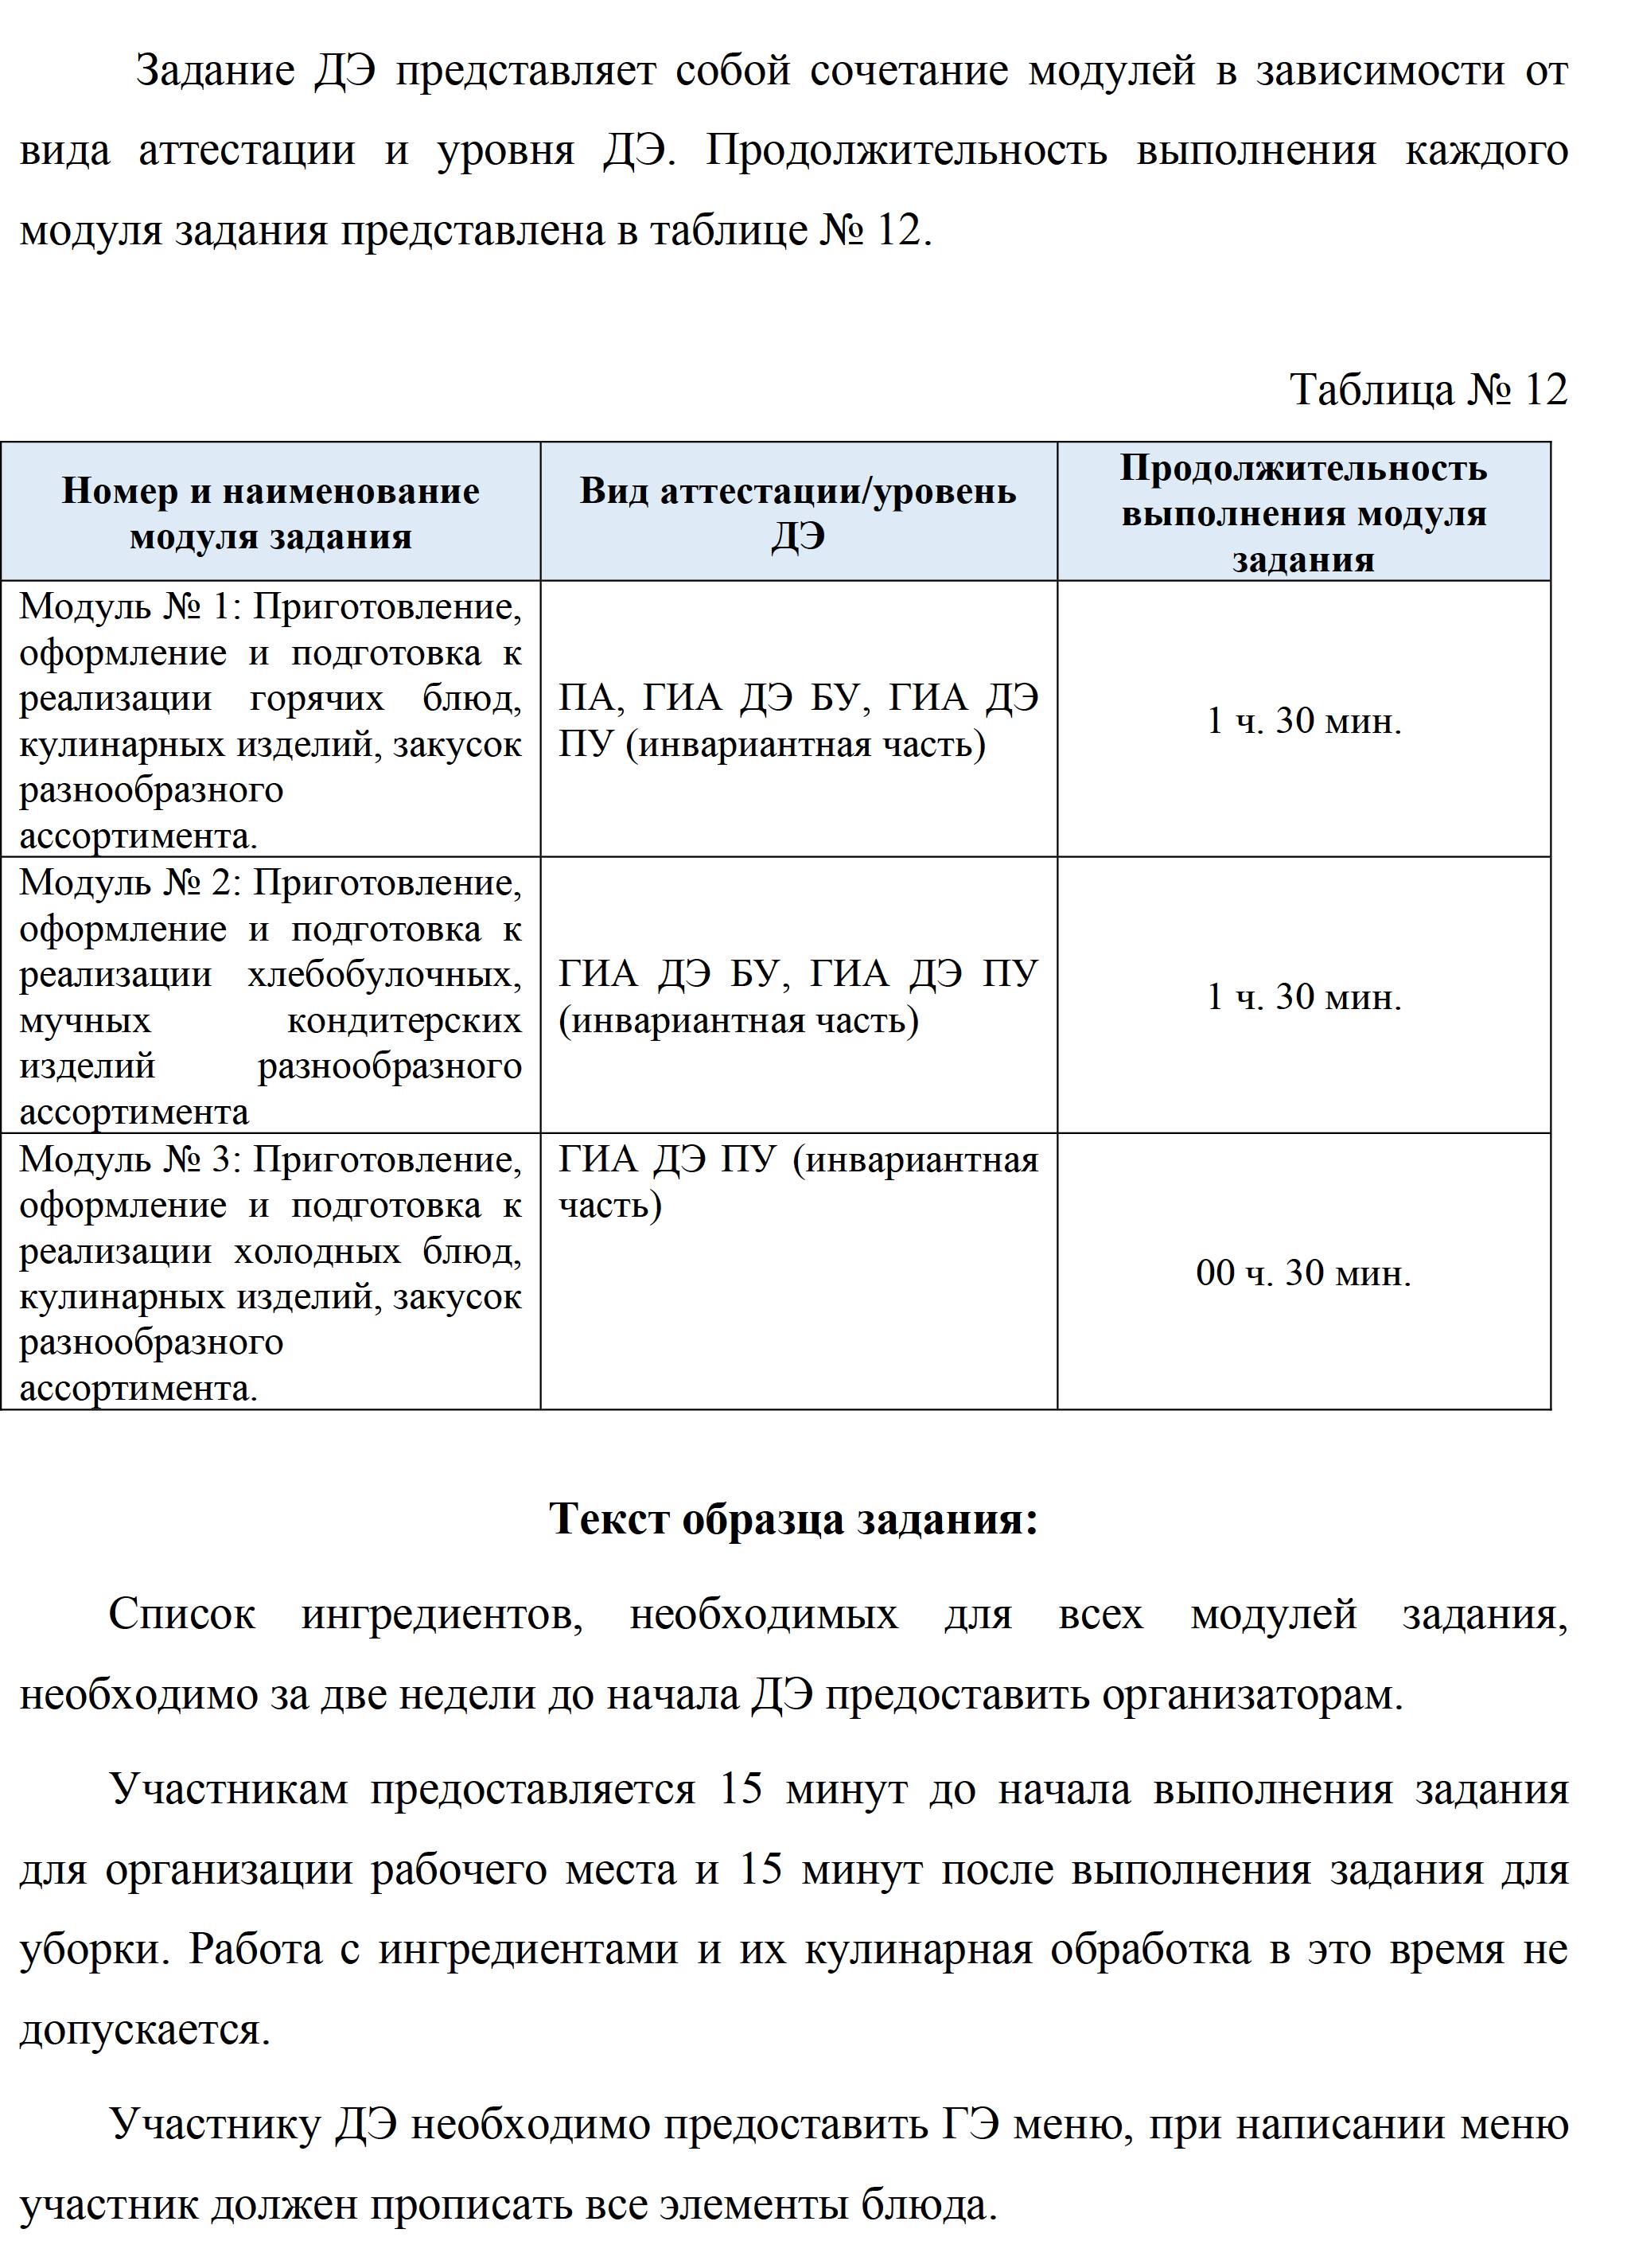 Задание ДЭ представляет собой сочетание модулей в зависимости от
вида аттестации и уровня ДЭ. Продолжительность выполнения каждого
модуля задания представлена в таблице № 12.
Таблица № 12
Номер и наименование
модуля задания
Вид аттестации/уровень
ДЭ
Продолжительность
выполнения модуля
задания
Модуль № 1: Приготовление,
оформление и подготовка к
реализации горячих блюд,
кулинарных изделий, закусок
разнообразного
ассортимента.
ПА, ГИА ДЭ БУ, ГИА ДЭ
ПУ (инвариантная часть)
1 ч. 30 мин.
Модуль № 2: Приготовление,
оформление и подготовка к
реализации хлебобулочных,
мучных кондитерских
изделий разнообразного
ассортимента
ГИА ДЭ БУ, ГИА ДЭ ПУ
(инвариантная часть)
1 ч. 30 мин.
Модуль № 3: Приготовление,
оформление и подготовка к
реализации холодных блюд,
кулинарных изделий, закусок
разнообразного
ассортимента.
ГИА ДЭ ПУ (инвариантная
часть)
00 ч. 30 мин.
Текст образца задания:
Список ингредиентов, необходимых для всех модулей задания,
необходимо за две недели до начала ДЭ предоставить организаторам.
Участникам предоставляется 15 минут до начала выполнения задания
для организации рабочего места и 15 минут после выполнения задания для
уборки. Работа с ингредиентами и их кулинарная обработка в это время не
допускается.
Участнику ДЭ необходимо предоставить ГЭ меню, при написании меню
участник должен прописать все элементы блюда.